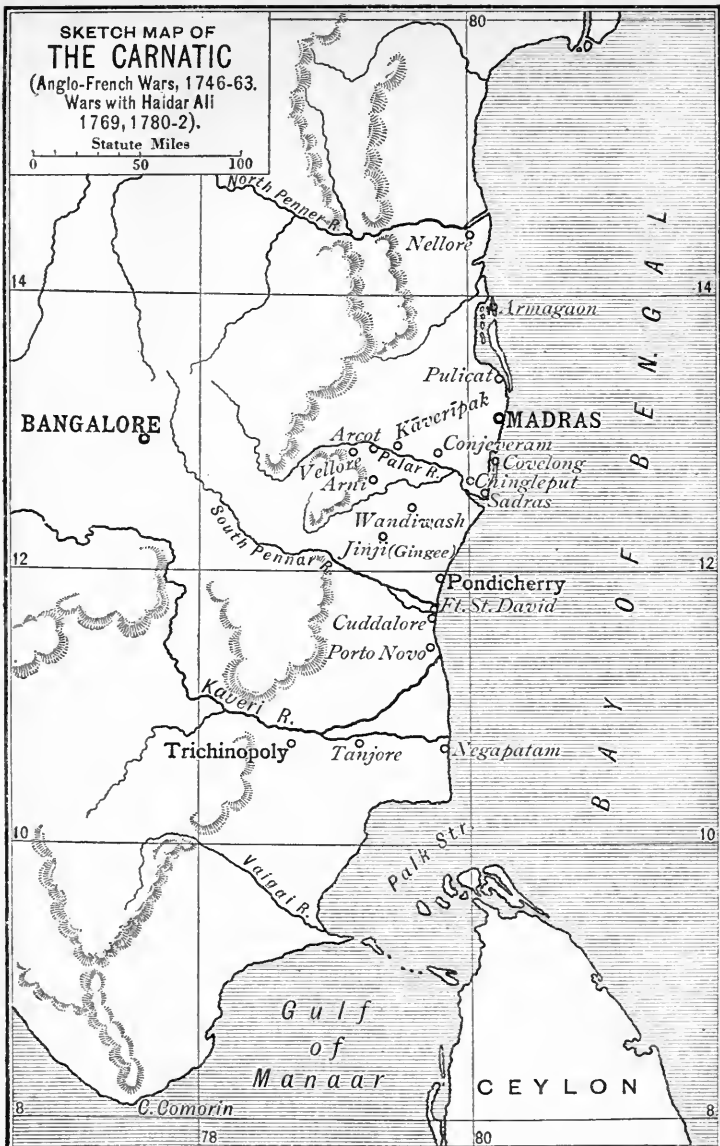 80
SKETCH MAP OF
THE CARNATIC
(Anglo-French Wars, 1746-63.
Wars with Haidar Ali
1769, 1780-2).
Statute Miles
0 50 100
North Penner R.
Nellore
14
14
Armagaon
Pulicat
BANGALORE
MADRAS
Kāverīpak
Arcot
Conjeveram
Vellore
Palar R.
Covelong
Arni
Chingleput
Sadras
Wandiwash
South Pennar R.
Jinji (Gingee)
12
12
Pondicherry
Ft. St. David
Cuddalore
Porto Novo
Kaveri R.
Trichinopoly
Tanjore
Negapatam
BAY OF BENGAL
10
10
Palk Str.
Vaigai R.
Gulf
of
Manaar
CEYLON
C. Comorin
8
8
78
80